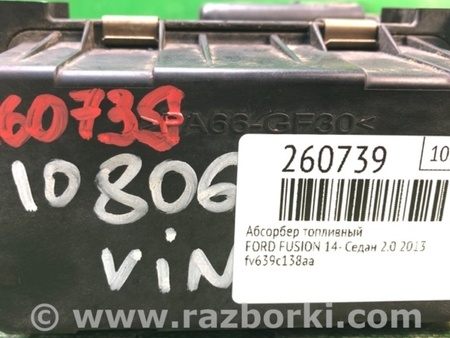 260739
>PA66-GF30<
10806
VIN
260739
10
Абсорбер топливный
FORD FUSION 14- Седан 2.0 2013
fv639c138aa
www.razborki.com